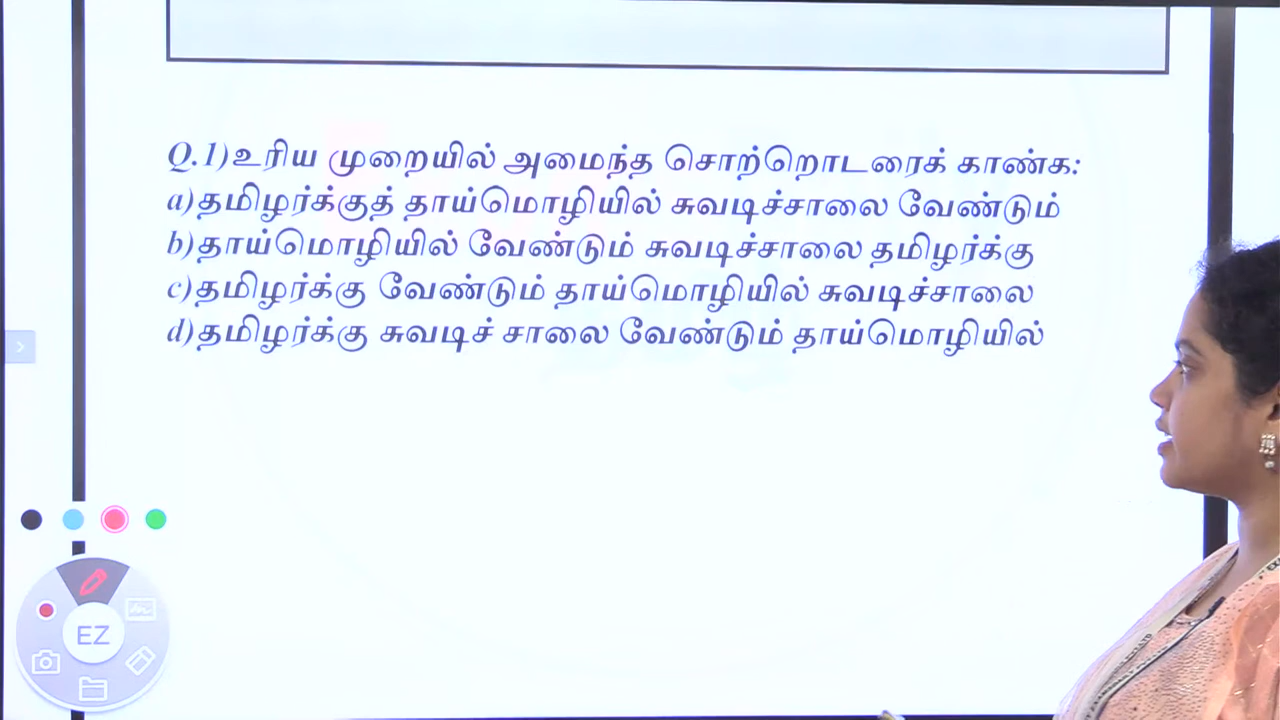 Q.1)உரிய முறையில் அமைந்த சொற்றொடரைக் காண்க:
a)தமிழர்க்குத் தாய்மொழியில் சுவடிச்சாலை வேண்டும்
b)தாய்மொழியில் வேண்டும் சுவடிச்சாலை தமிழர்க்கு
c)தமிழர்க்கு வேண்டும் தாய்மொழியில் சுவடிச்சாலை
d)தமிழர்க்கு சுவடிச் சாலை வேண்டும் தாய்மொழியில்
EZ